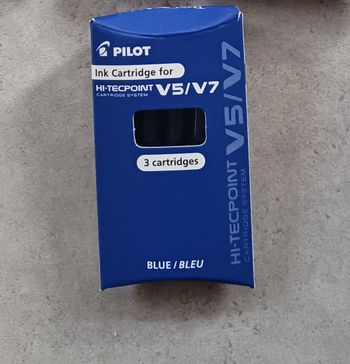 PILOT
Ink Cartridge for
HI-TECPOINT V5/V7
CARTRIDGE SYSTEM
3 cartridges
BLUE / BLEU
HI-TECPOINT V5/V7
CARTRIDGE SYSTEM